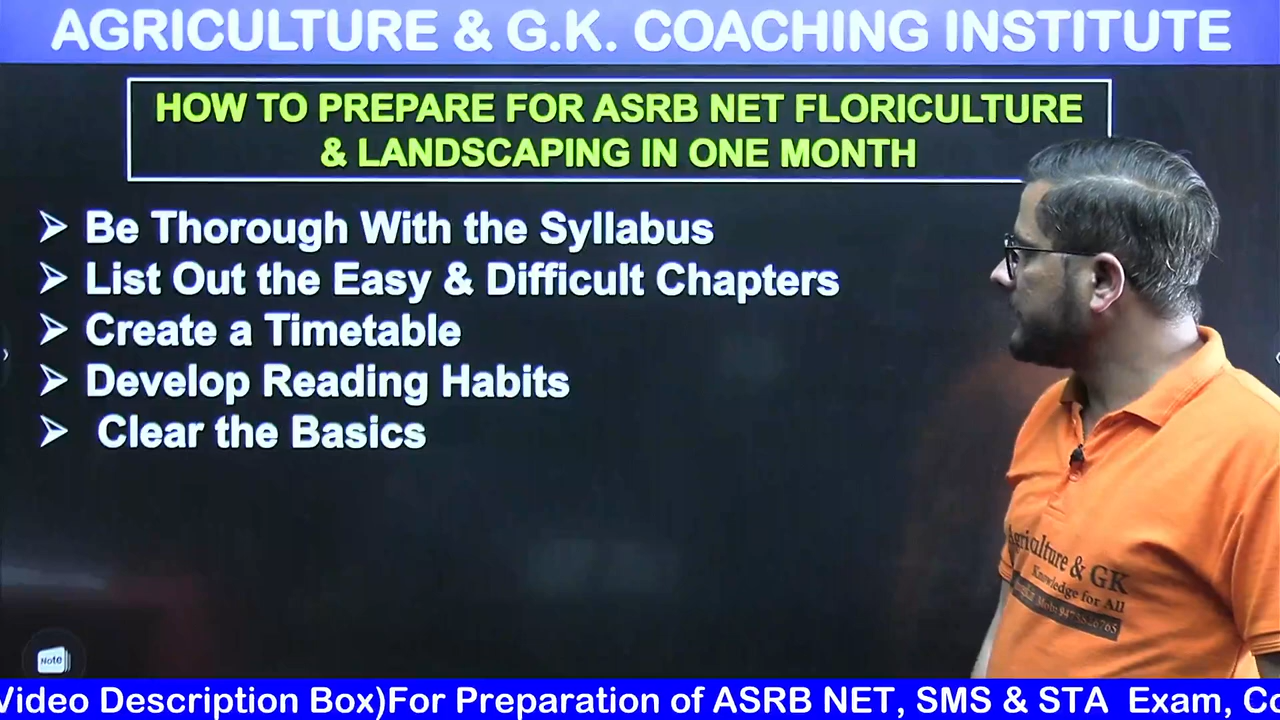 AGRICULTURE & G.K. COACHING INSTITUTE
HOW TO PREPARE FOR ASRB NET FLORICULTURE
& LANDSCAPING IN ONE MONTH
➢ Be Thorough With the Syllabus
➢ List Out the Easy & Difficult Chapters
➢ Create a Timetable
➢ Develop Reading Habits
➢ Clear the Basics
Agriculture & GK
Knowledge for All
Mob:
Note
Video Description Box)For Preparation of ASRB NET, SMS & STA Exam, Co